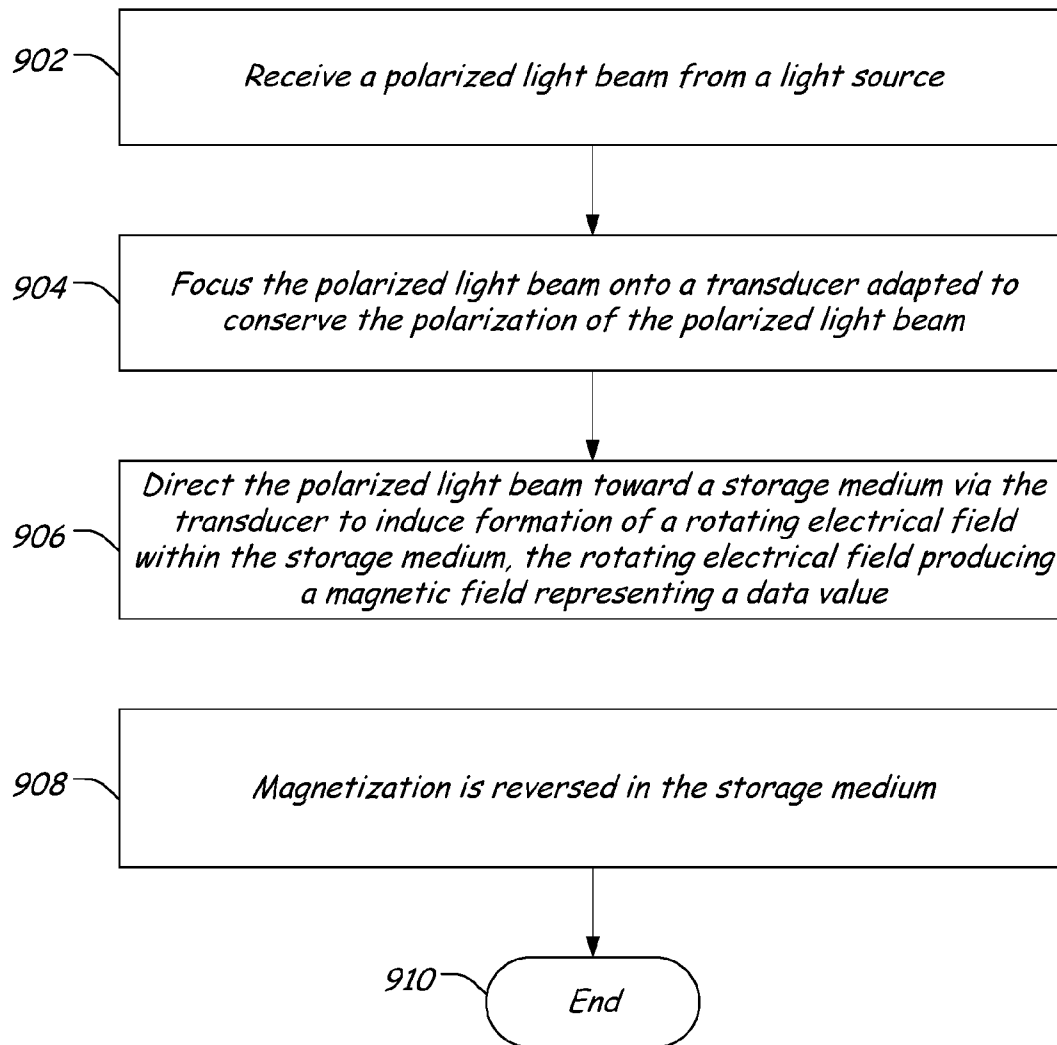 902
Receive a polarized light beam from a light source
904
Focus the polarized light beam onto a transducer adapted to
conserve the polarization of the polarized light beam
906
Direct the polarized light beam toward a storage medium via the
transducer to induce formation of a rotating electrical field
within the storage medium, the rotating electrical field producing
a magnetic field representing a data value
908
Magnetization is reversed in the storage medium
910
End